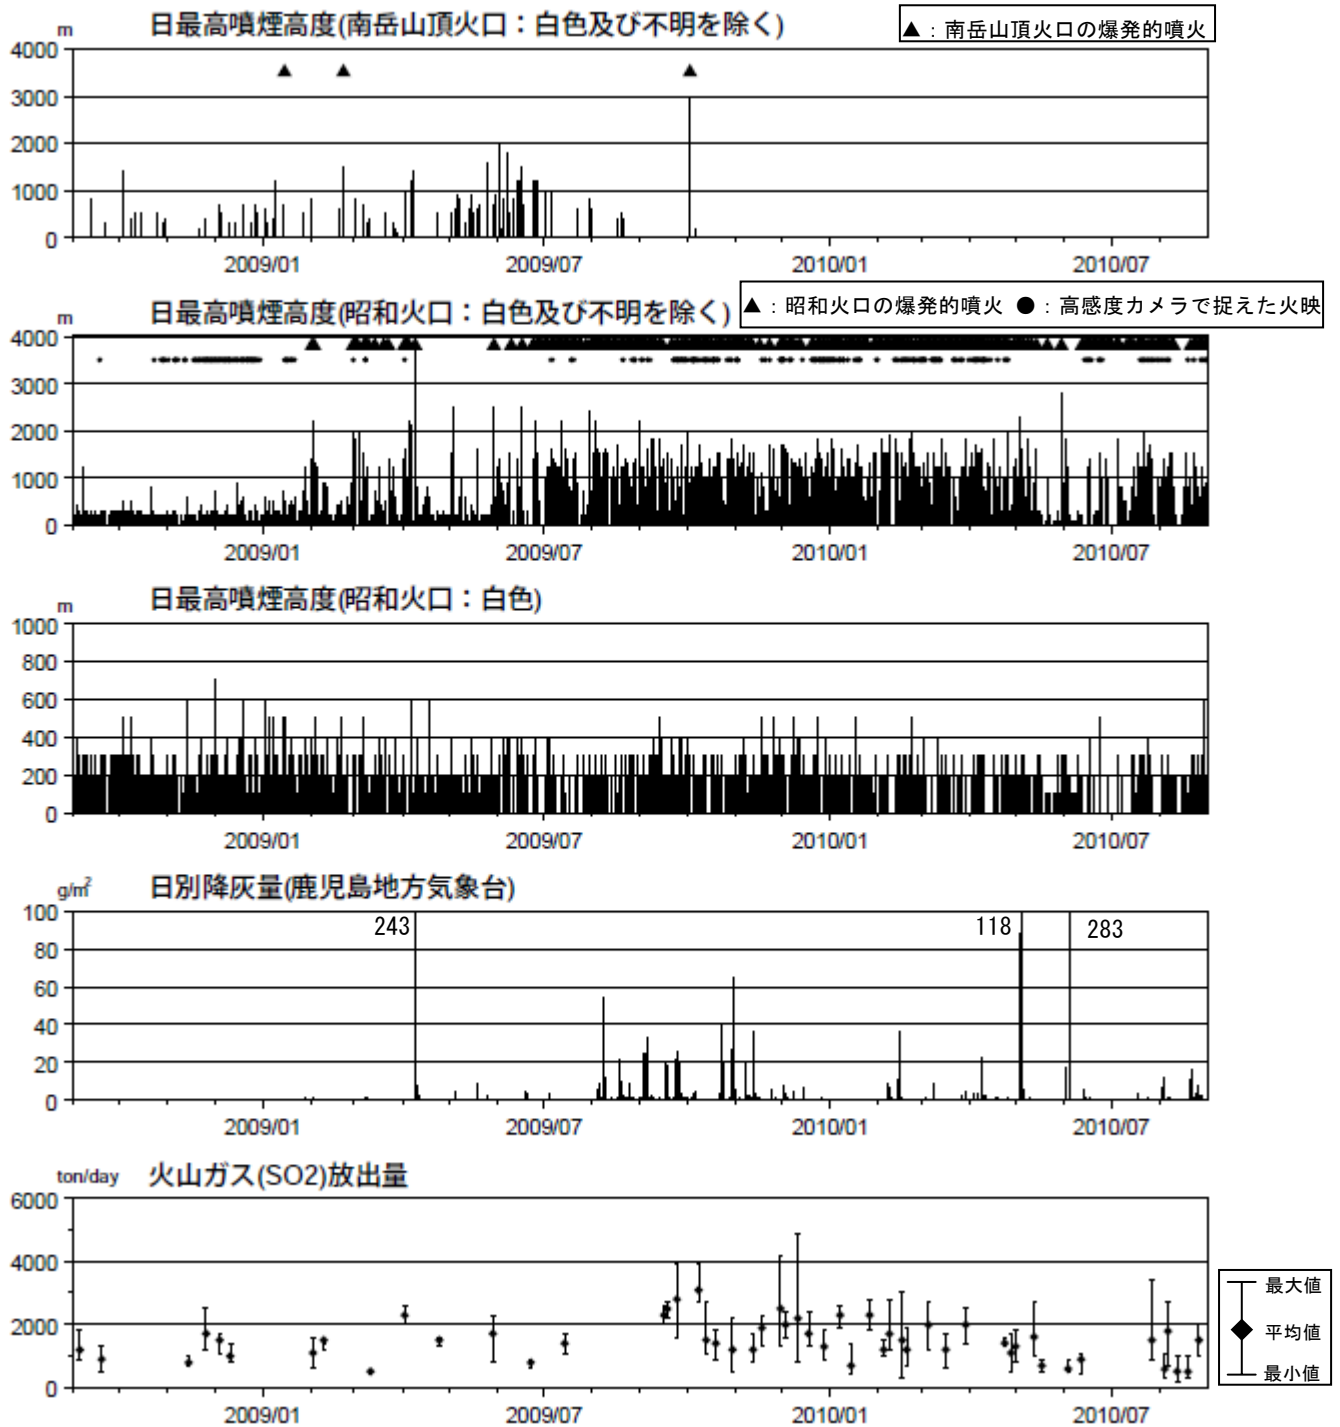 日最高噴煙高度(南岳山頂火口：白色及び不明を除く)
▲：南岳山頂火口の爆発的噴火
m
4000
3000
2000
1000
0
2009/01 2009/07 2010/01 2010/07
日最高噴煙高度(昭和火口：白色及び不明を除く)
▲：昭和火口の爆発的噴火 ●：高感度カメラで捉えた火映
m
4000
3000
2000
1000
0
2009/01 2009/07 2010/01 2010/07
日最高噴煙高度(昭和火口：白色)
m
1000
800
600
400
200
0
2009/01 2009/07 2010/01 2010/07
日別降灰量(鹿児島地方気象台)
g/㎡
100
243 118 283
80
60
40
20
0
2009/01 2009/07 2010/01 2010/07
ton/day 火山ガス(SO2)放出量
6000
4000
2000
0
最大値
平均値
最小値
2009/01 2009/07 2010/01 2010/07